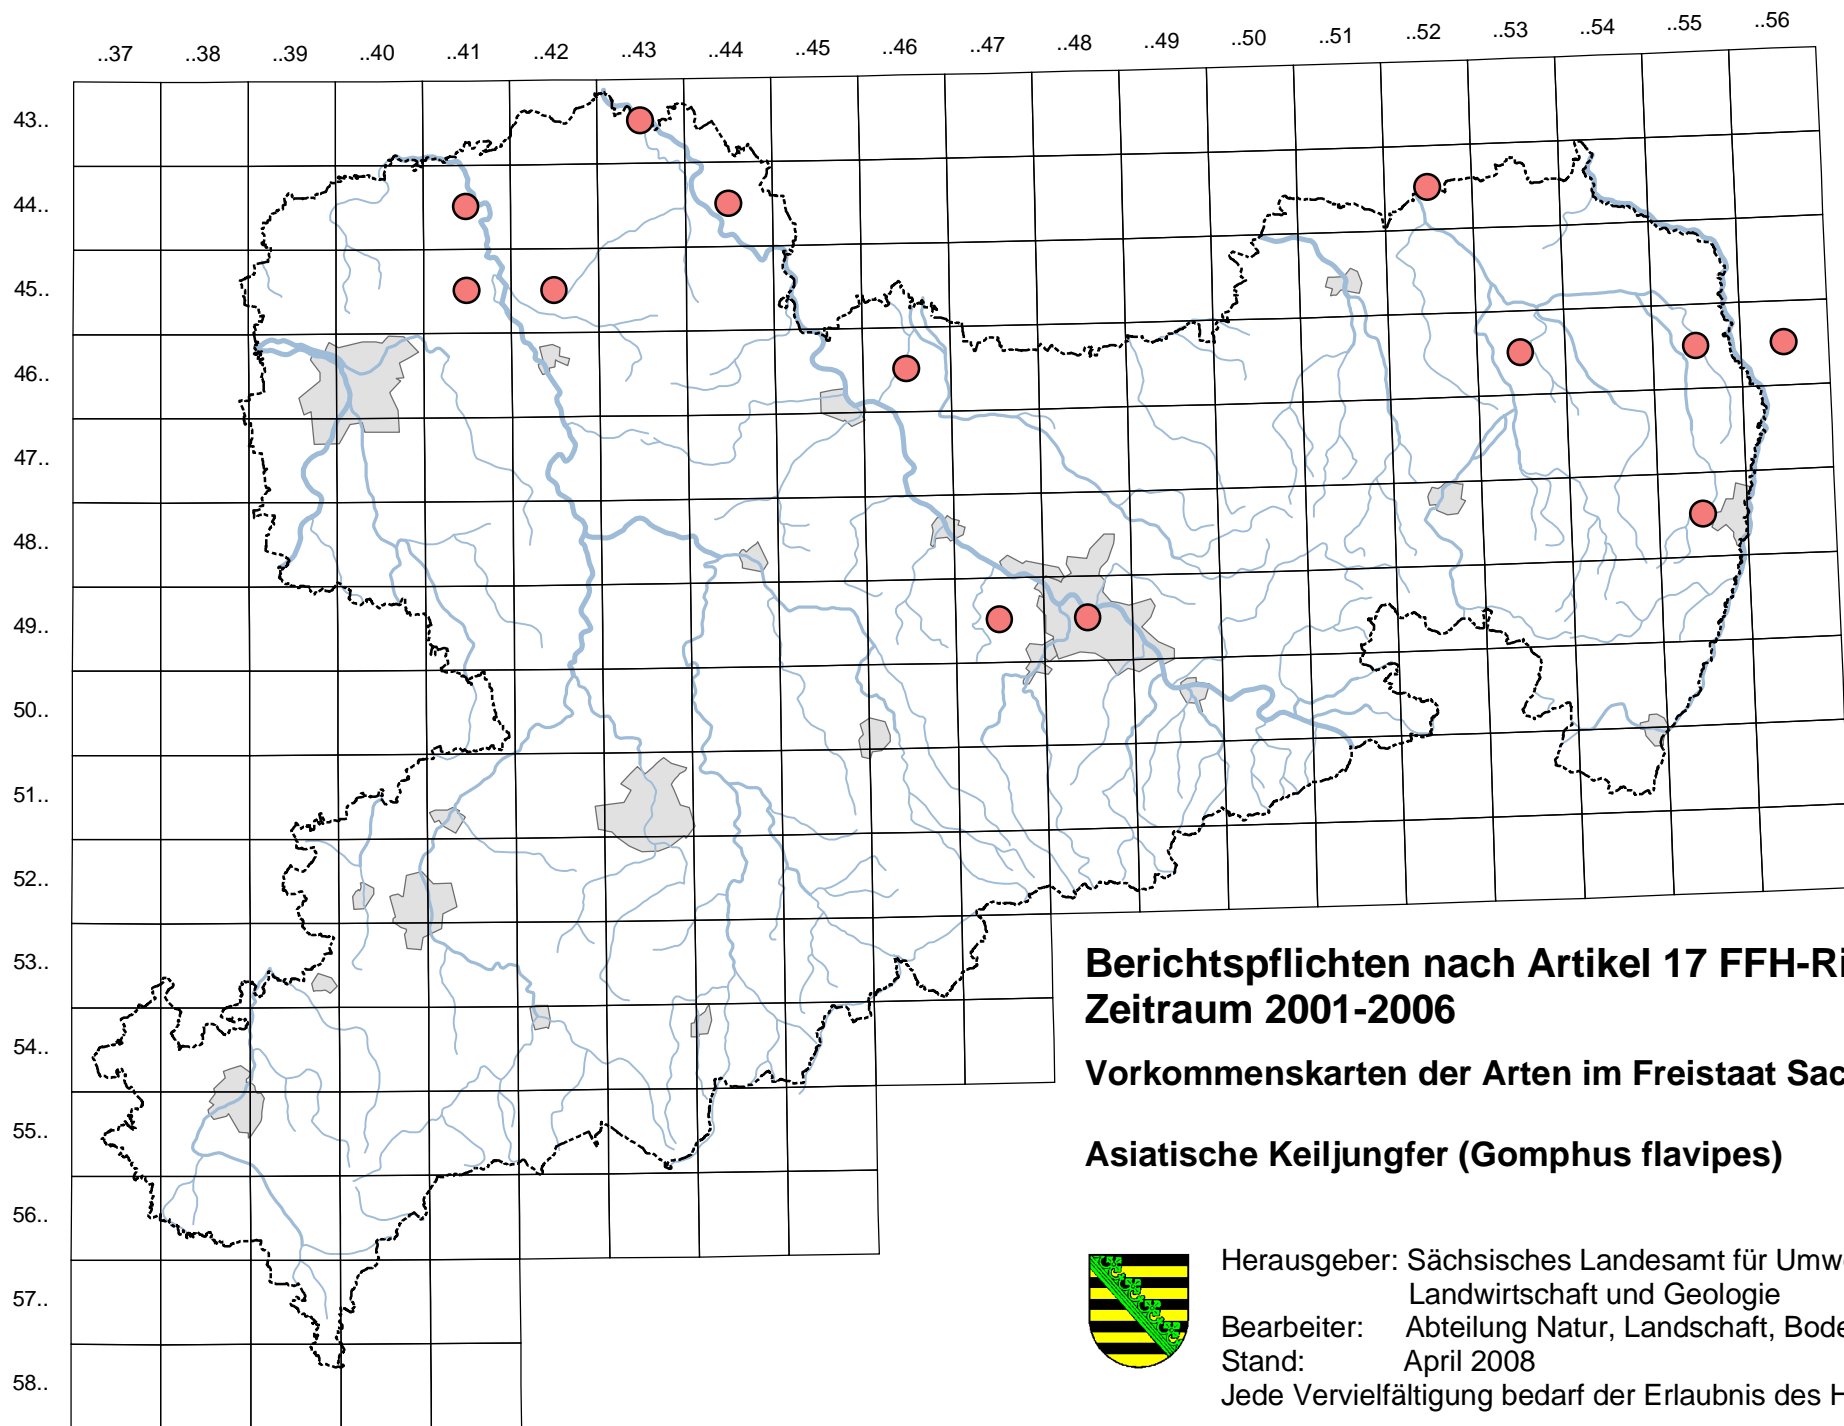 ..37 ..38 ..39 ..40 ..41 ..42 ..43 ..44 ..45 ..46 ..47 ..48 ..49 ..50 ..51 ..52 ..53 ..54 ..55 ..56
43..
44..
45..
46..
47..
48..
49..
50..
51..
52..
53..
54..
55..
56..
57..
58..
Berichtspflichten nach Artikel 17 FFH-Ri
Zeitraum 2001-2006
Vorkommenskarten der Arten im Freistaat Sac
Asiatische Keiljungfer (Gomphus flavipes)
Herausgeber: Sächsisches Landesamt für Umwe
Landwirtschaft und Geologie
Bearbeiter: Abteilung Natur, Landschaft, Bode
Stand: April 2008
Jede Vervielfältigung bedarf der Erlaubnis des H